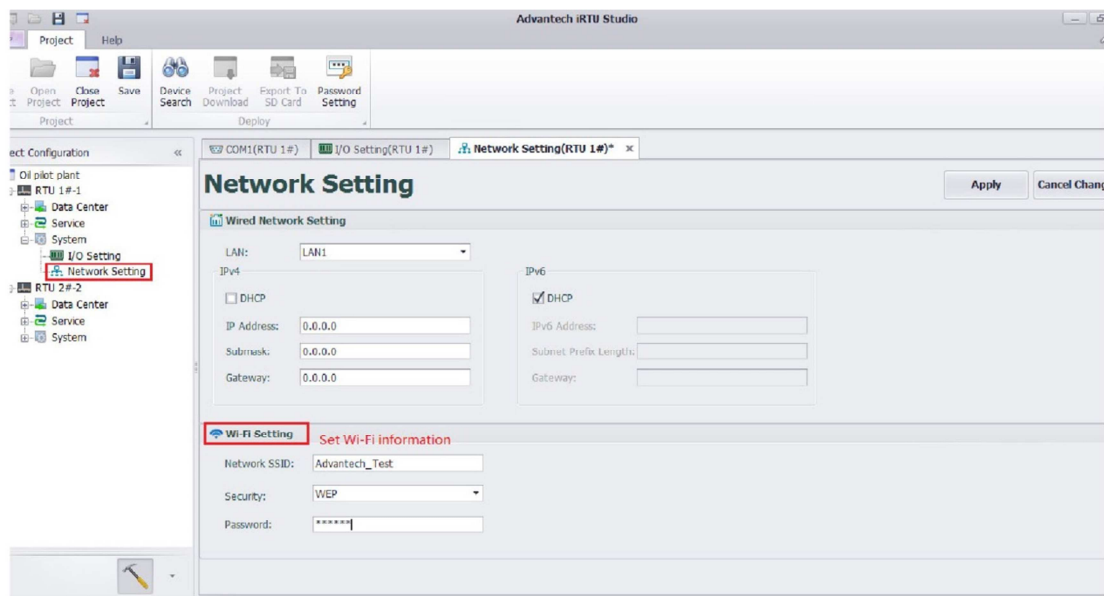 Advantech iRTU Studio
Project Help
Open Project
Close Project
Save
Device Search
Project Download
Export To SD Card
Password Setting
Project
Deploy
ect Configuration
Oil pilot plant
RTU 1#-1
Data Center
Service
System
I/O Setting
Network Setting
RTU 2#-2
Data Center
Service
System
COM1(RTU 1#) I/O Setting(RTU 1#) Network Setting(RTU 1#)*
Network Setting
Apply Cancel Chang
Wired Network Setting
LAN: LAN1
IPv4
DHCP
IP Address: 0.0.0.0
Submask: 0.0.0.0
Gateway: 0.0.0.0
IPv6
DHCP
IPv6 Address:
Subnet Prefix Length:
Gateway:
Wi-Fi Setting Set Wi-Fi information
Network SSID: Advantech_Test
Security: WEP
Password: ******